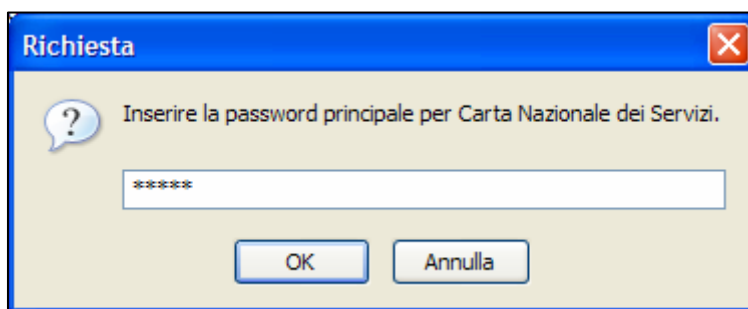 Richiesta
Inserire la password principale per Carta Nazionale dei Servizi.
*****
OK
Annulla